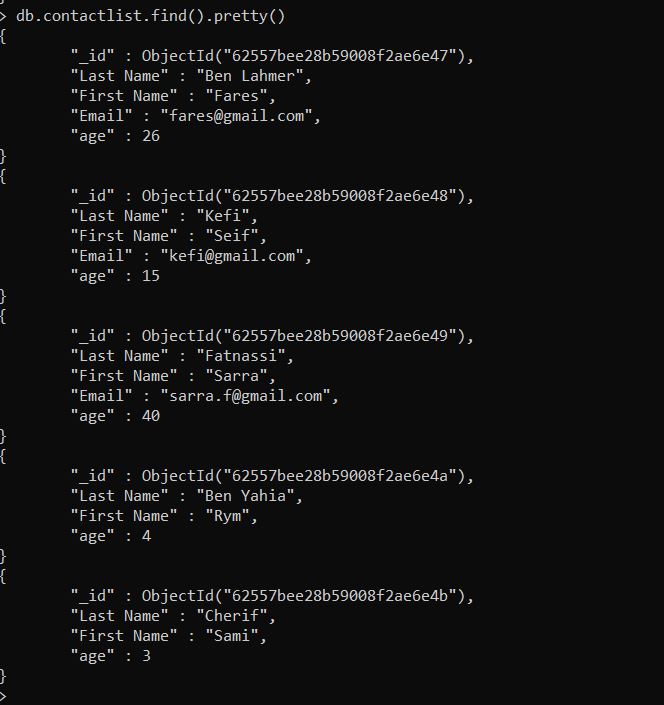 > db.contactlist.find().pretty()
{
        "_id" : ObjectId("62557bee28b59008f2ae6e47"),
        "Last Name" : "Ben Lahmer",
        "First Name" : "Fares",
        "Email" : "fares@gmail.com",
        "age" : 26
}
{
        "_id" : ObjectId("62557bee28b59008f2ae6e48"),
        "Last Name" : "Kefi",
        "First Name" : "Seif",
        "Email" : "kefi@gmail.com",
        "age" : 15
}
{
        "_id" : ObjectId("62557bee28b59008f2ae6e49"),
        "Last Name" : "Fatnassi",
        "First Name" : "Sarra",
        "Email" : "sarra.f@gmail.com",
        "age" : 40
}
{
        "_id" : ObjectId("62557bee28b59008f2ae6e4a"),
        "Last Name" : "Ben Yahia",
        "First Name" : "Rym",
        "age" : 4
}
{
        "_id" : ObjectId("62557bee28b59008f2ae6e4b"),
        "Last Name" : "Cherif",
        "First Name" : "Sami",
        "age" : 3
}
>